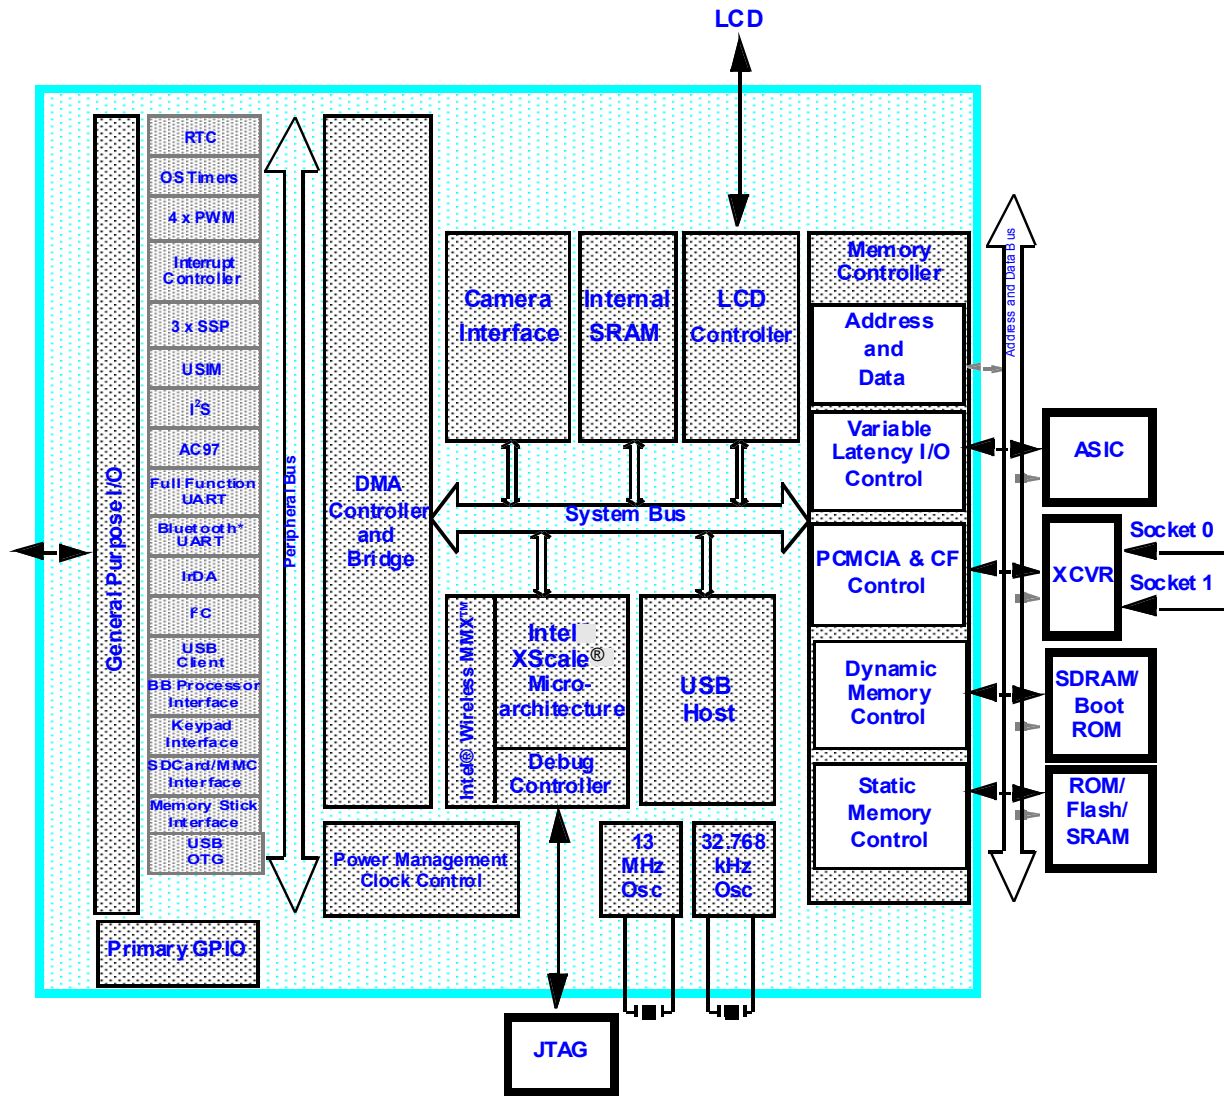 LCD
RTC
OS Timers
4 x PWM
Interrupt
Controller
3 x SSP
USIM
I²S
AC97
Full Function
UART
Bluetooth*
UART
IrDA
I²C
USB
Client
BB Processor
Interface
Keypad
Interface
SDCard/MMC
Interface
Memory Stick
Interface
USB
OTG
General Purpose I/O
Primary GPIO
Peripheral Bus
DMA
Controller
and
Bridge
Power Management
Clock Control
Camera
Interface
Internal
SRAM
LCD
Controller
System Bus
Intel® Wireless MMX™
Intel
XScale®
Micro-
architecture
Debug
Controller
USB
Host
13
MHz
Osc
32.768
kHz
Osc
JTAG
Memory
Controller
Address
and
Data
Variable
Latency I/O
Control
PCMCIA & CF
Control
Dynamic
Memory
Control
Static
Memory
Control
Address and Data Bus
ASIC
XCVR
Socket 0
Socket 1
SDRAM/
Boot
ROM
ROM/
Flash/
SRAM